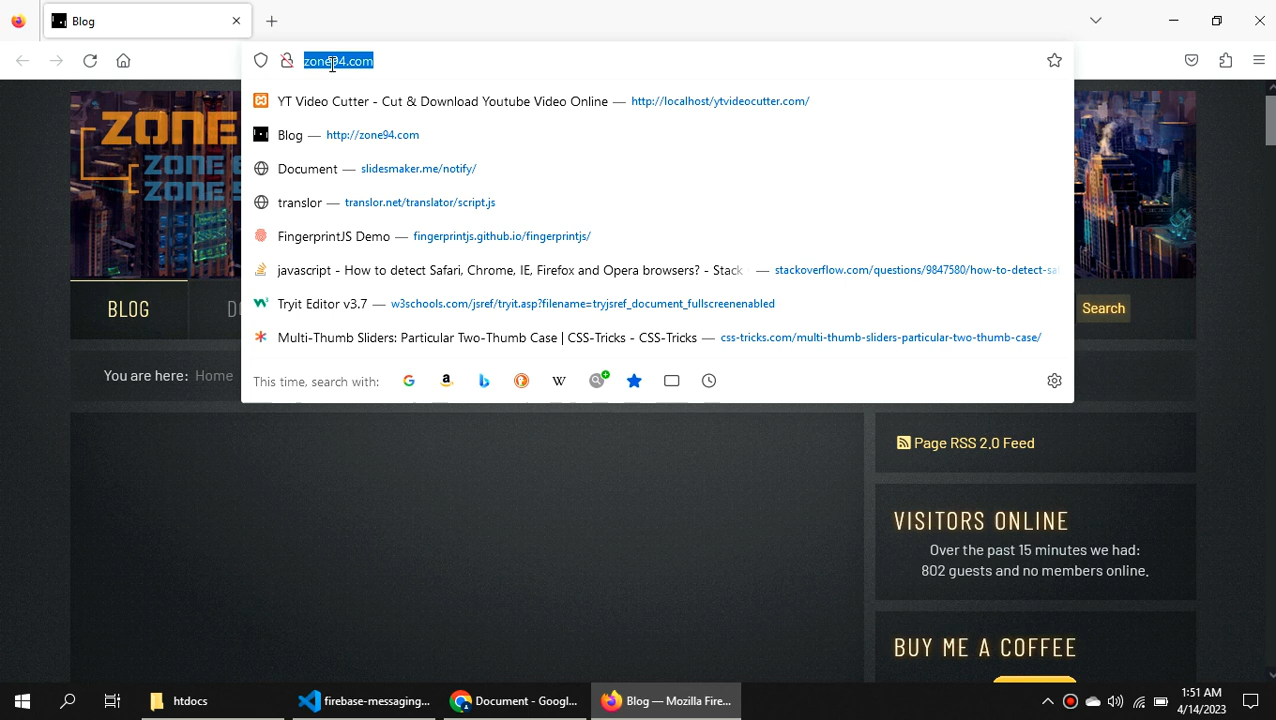 Blog
zone94.com
YT Video Cutter - Cut & Download Youtube Video Online — http://localhost/ytvideocutter.com/
Blog — http://zone94.com
Document — slidesmaker.me/notify/
translor — translor.net/translator/script.js
FingerprintJS Demo — fingerprintjs.github.io/fingerprintjs/
javascript - How to detect Safari, Chrome, IE, Firefox and Opera browsers? - Stack — stackoverflow.com/questions/9847580/how-to-detect-sa
Tryit Editor v3.7 — w3schools.com/jsref/tryit.asp?filename=tryjsref_document_fullscreenenabled
Multi-Thumb Sliders: Particular Two-Thumb Case | CSS-Tricks - CSS-Tricks — css-tricks.com/multi-thumb-sliders-particular-two-thumb-case/
This time, search with:
ZONE
ZONE
ZONE
BLOG
Search
You are here: Home
Page RSS 2.0 Feed
VISITORS ONLINE
Over the past 15 minutes we had:
802 guests and no members online.
BUY ME A COFFEE
htdocs
firebase-messaging...
Document - Googl...
Blog — Mozilla Fire...
1:51 AM
4/14/2023